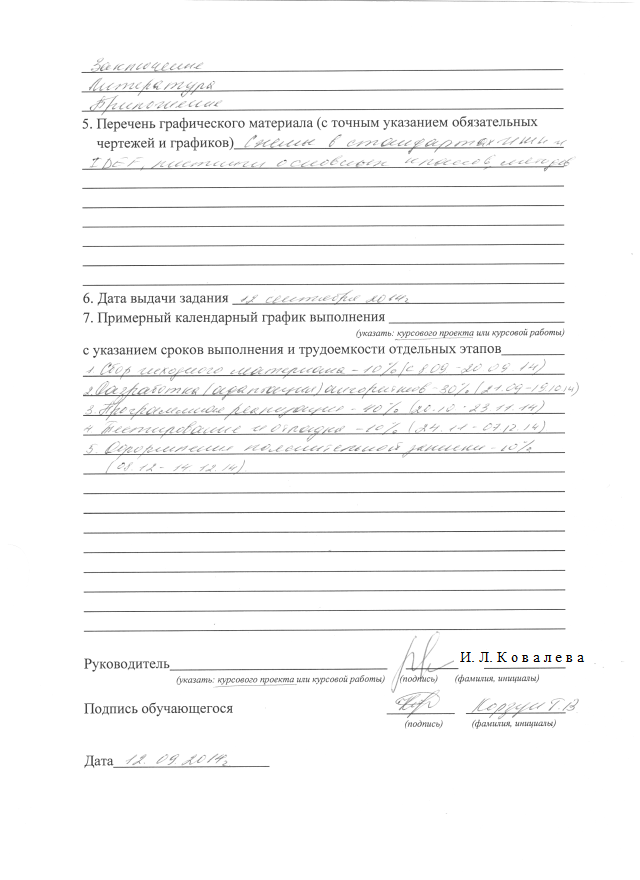 Заключение
Литература
Приложение
5. Перечень графического материала (с точным указанием обязательных
чертежей и графиков) Схемы в стандартах
IDEF, листинги основных
6. Дата выдачи задания 12 сентября 2014г
7. Примерный календарный график выполнения
(указать: курсового проекта или курсовой работы)
с указанием сроков выполнения и трудоемкости отдельных этапов
1. Сбор исходного материала – 10% (с 8.09 - 20.09.14)
2. Разработка (адаптация) алгоритмов - 30% (21.09 - 19.10.14)
3. Программная реализация - 40% (20.10 - 23.11.14)
4. Тестирование и отладка - 10% (24.11 - 07.12.14)
5. Оформление пояснительной записки - 10%
(08.12 - 14.12.14)
Руководитель И. Л. Ковалева
(указать: курсового проекта или курсовой работы) (подпись) (фамилия, инициалы)
Подпись обучающегося Корзун Т.В
(подпись) (фамилия, инициалы)
Дата 12.09.2014г